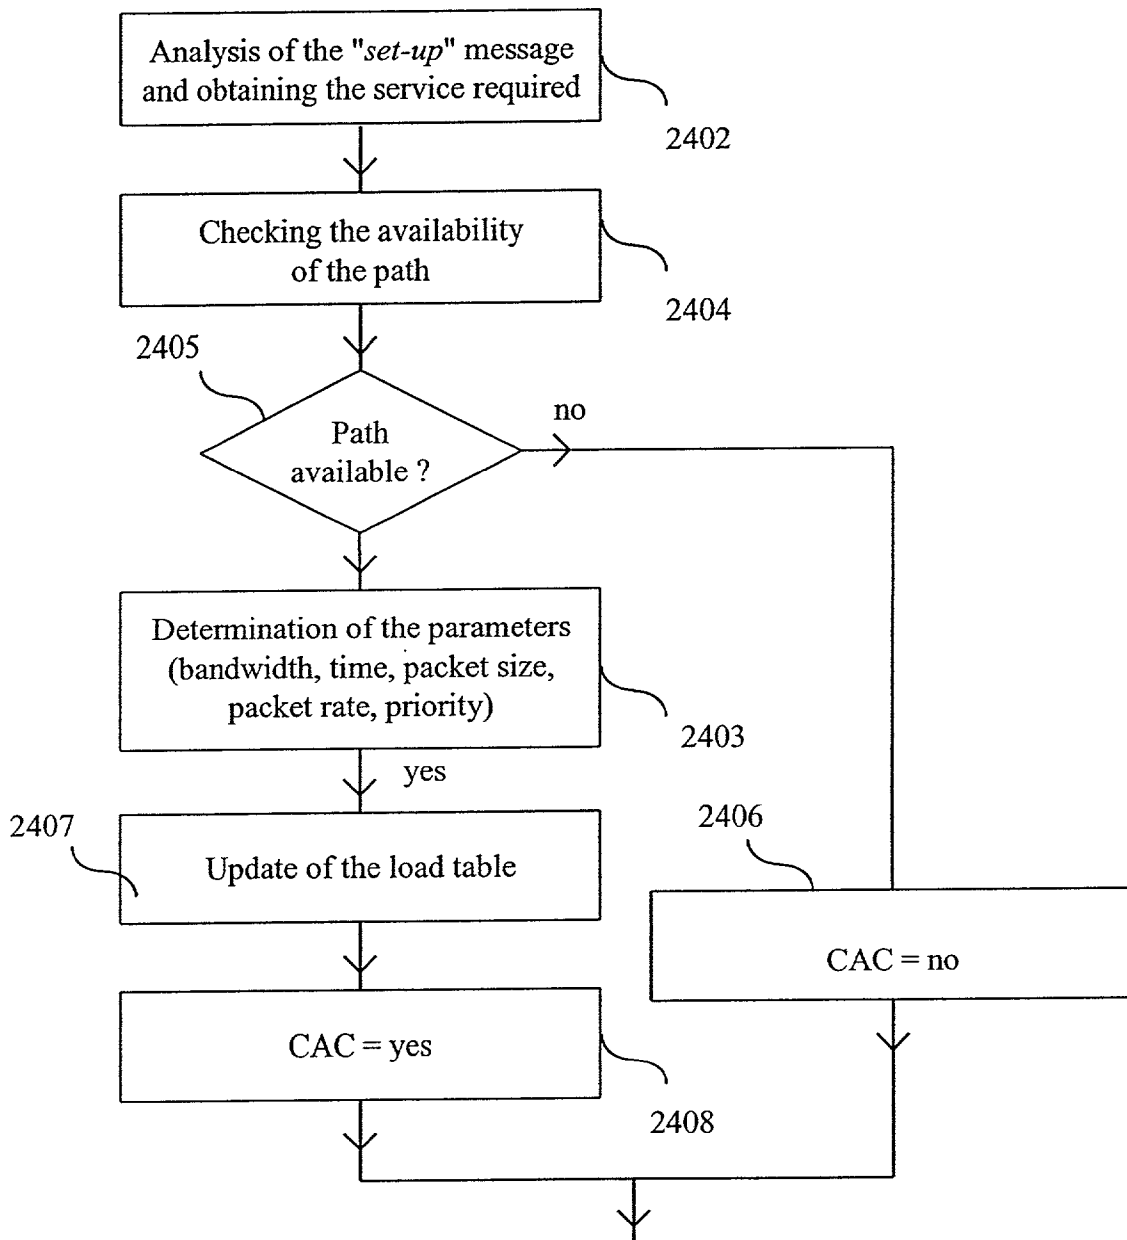 Analysis of the "set-up" message
and obtaining the service required
2402
Checking the availability
of the path
2404
2405
no
Path
available ?
Determination of the parameters
(bandwidth, time, packet size,
packet rate, priority)
2403
yes
2407
2406
Update of the load table
CAC = no
CAC = yes
2408